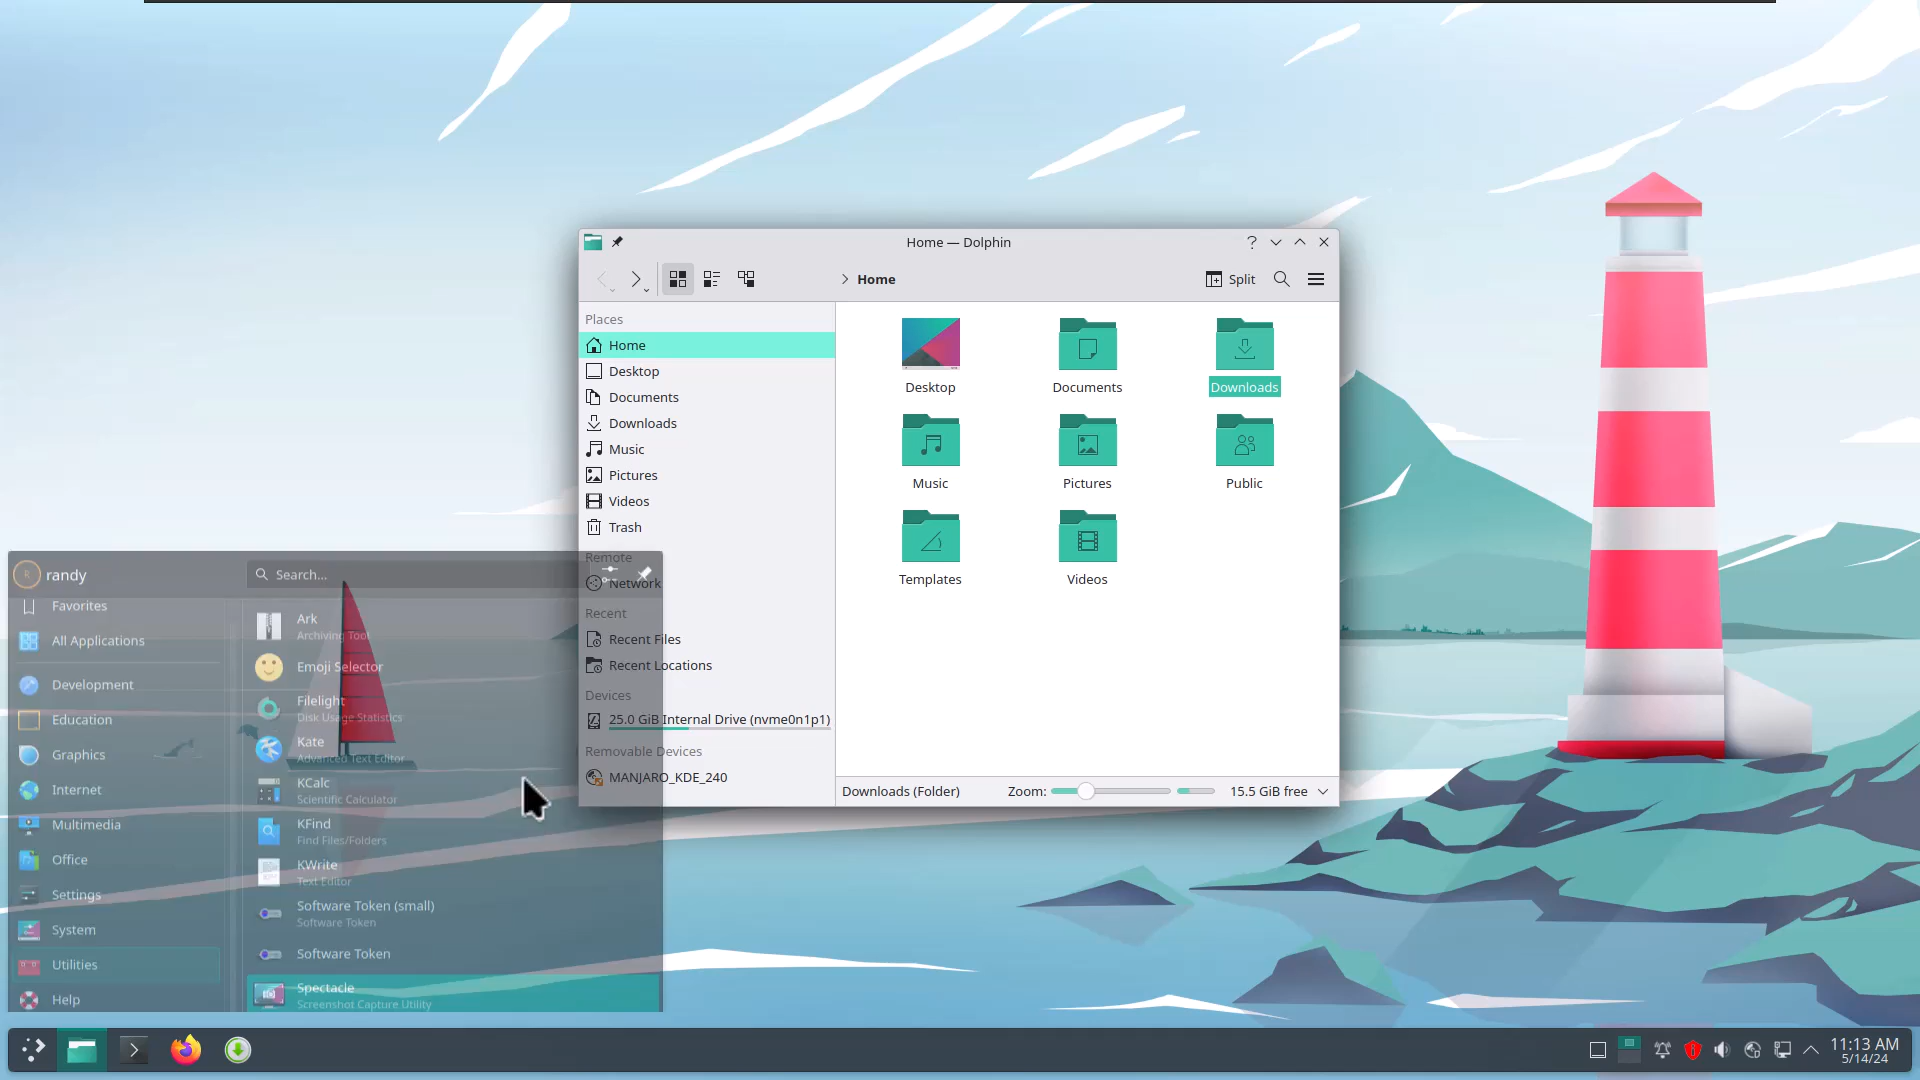 Home — Dolphin
Home
Split
Places
Home
Desktop
Documents
Downloads
Music
Pictures
Videos
Trash
Remote
Network
Recent
Recent Files
Recent Locations
Devices
25.0 GiB Internal Drive (nvme0n1p1)
Removable Devices
MANJARO_KDE_240
Desktop
Documents
Downloads
Music
Pictures
Public
Templates
Videos
Downloads (Folder)
Zoom:
15.5 GiB free
randy
Search...
Favorites
All Applications
Development
Education
Graphics
Internet
Multimedia
Office
Settings
System
Utilities
Help
Ark
Archiving Tool
Emoji Selector
Filelight
Disk Usage Statistics
Kate
Advanced Text Editor
KCalc
Scientific Calculator
KFind
Find Files/Folders
KWrite
Text Editor
Software Token (small)
Software Token
Software Token
Spectacle
Screenshot Capture Utility
11:13 AM
5/14/24